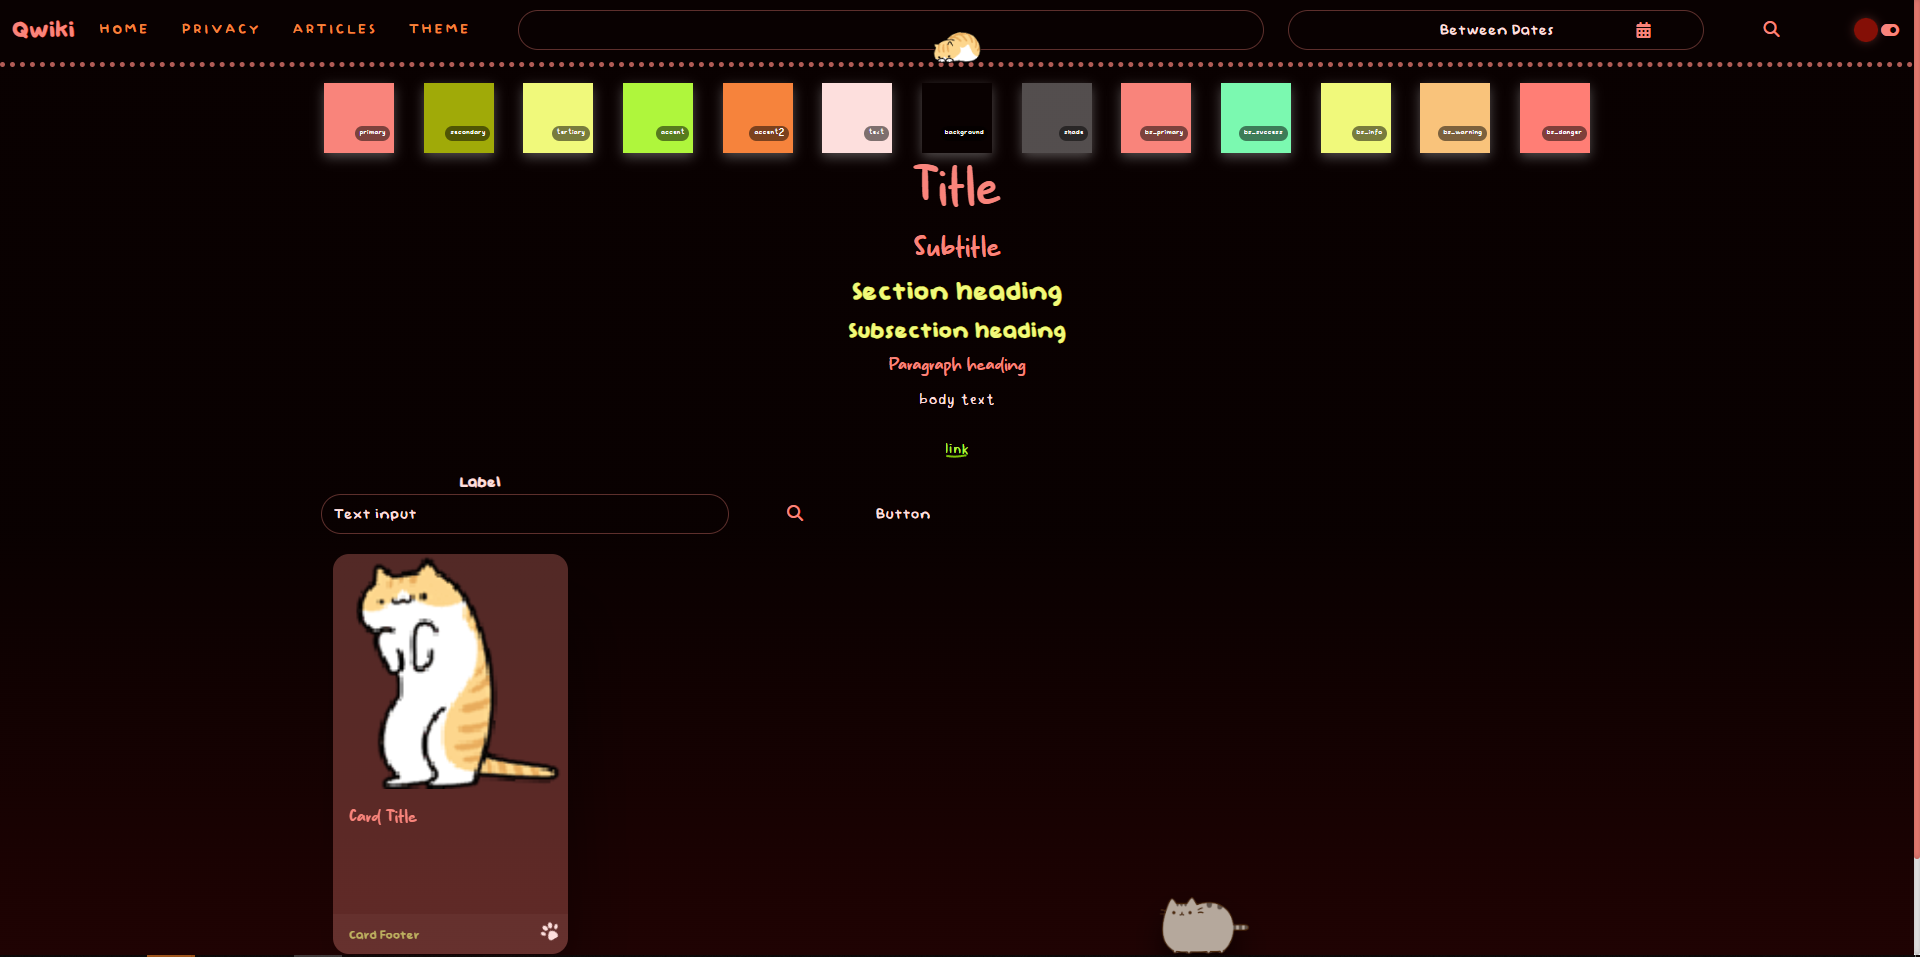 Qwiki HOME PRIVACY ARTICLES THEME Between Dates
primary secondary tertiary accent accent2 text background shade bs_primary bs_success bs_info bs_warning bs_danger
Title
Subtitle
Section heading
Subsection heading
Paragraph heading
body text
link
Label
Text input Button
Card Title
Card Footer